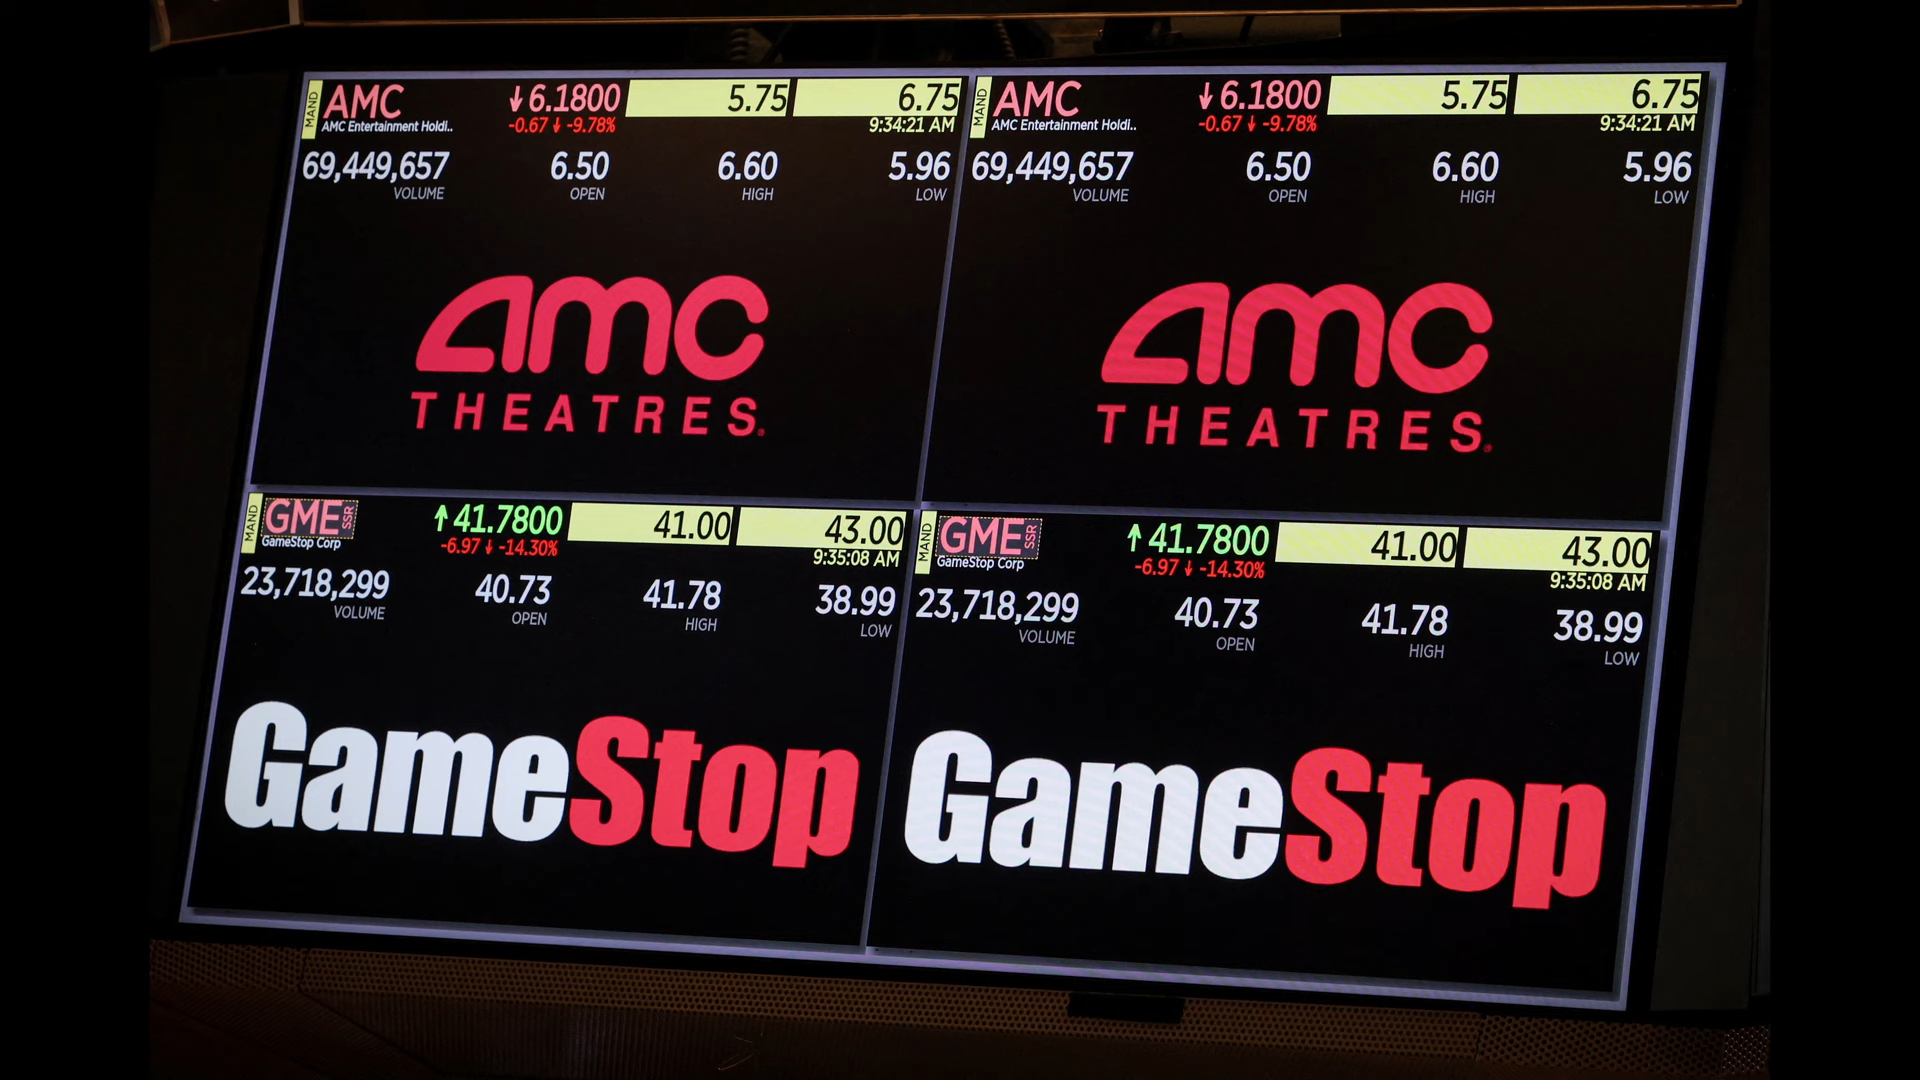 MAND AMC ↓6.1800 5.75 6.75
AMC Entertainment Holdi.. -0.67 ↓ -9.78% 9:34:21 AM
69,449,657 6.50 6.60 5.96
VOLUME OPEN HIGH LOW
amc
THEATRES.
MAND AMC ↓6.1800 5.75 6.75
AMC Entertainment Holdi.. -0.67 ↓ -9.78% 9:34:21 AM
69,449,657 6.50 6.60 5.96
VOLUME OPEN HIGH LOW
amc
THEATRES.
MAND GME SSR ↑41.7800 41.00 43.00
GameStop Corp -6.97 ↓ -14.30% 9:35:08 AM
23,718,299 40.73 41.78 38.99
VOLUME OPEN HIGH LOW
GameStop
MAND GME SSR ↑41.7800 41.00 43.00
GameStop Corp -6.97 ↓ -14.30% 9:35:08 AM
23,718,299 40.73 41.78 38.99
VOLUME OPEN HIGH LOW
GameStop